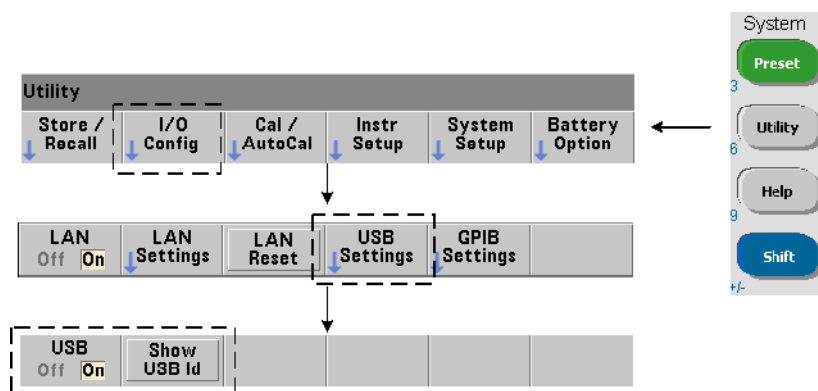 System
Preset
3
Utility
6
Help
9
Shift
+/-
Utility
Store / Recall
I/O Config
Cal / AutoCal
Instr Setup
System Setup
Battery Option
LAN
Off On
LAN Settings
LAN Reset
USB Settings
GPIB Settings
USB
Off On
Show USB Id